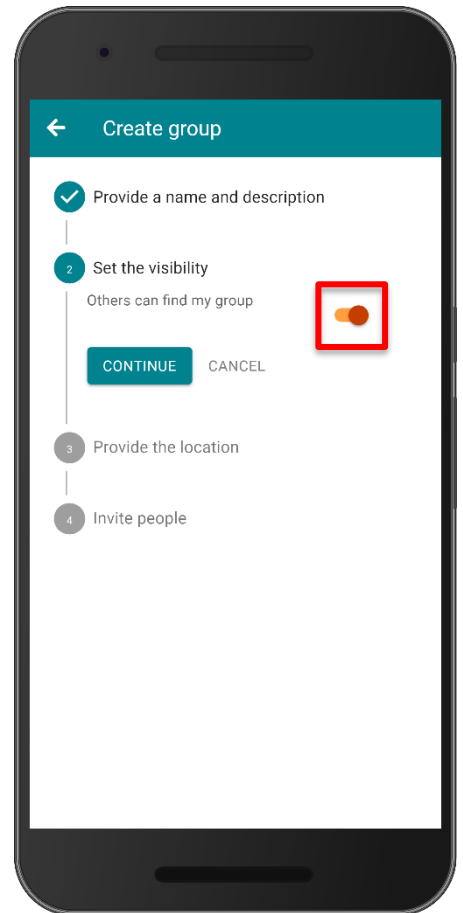 Create group
Provide a name and description
2 Set the visibility
Others can find my group
CONTINUE CANCEL
3 Provide the location
4 Invite people